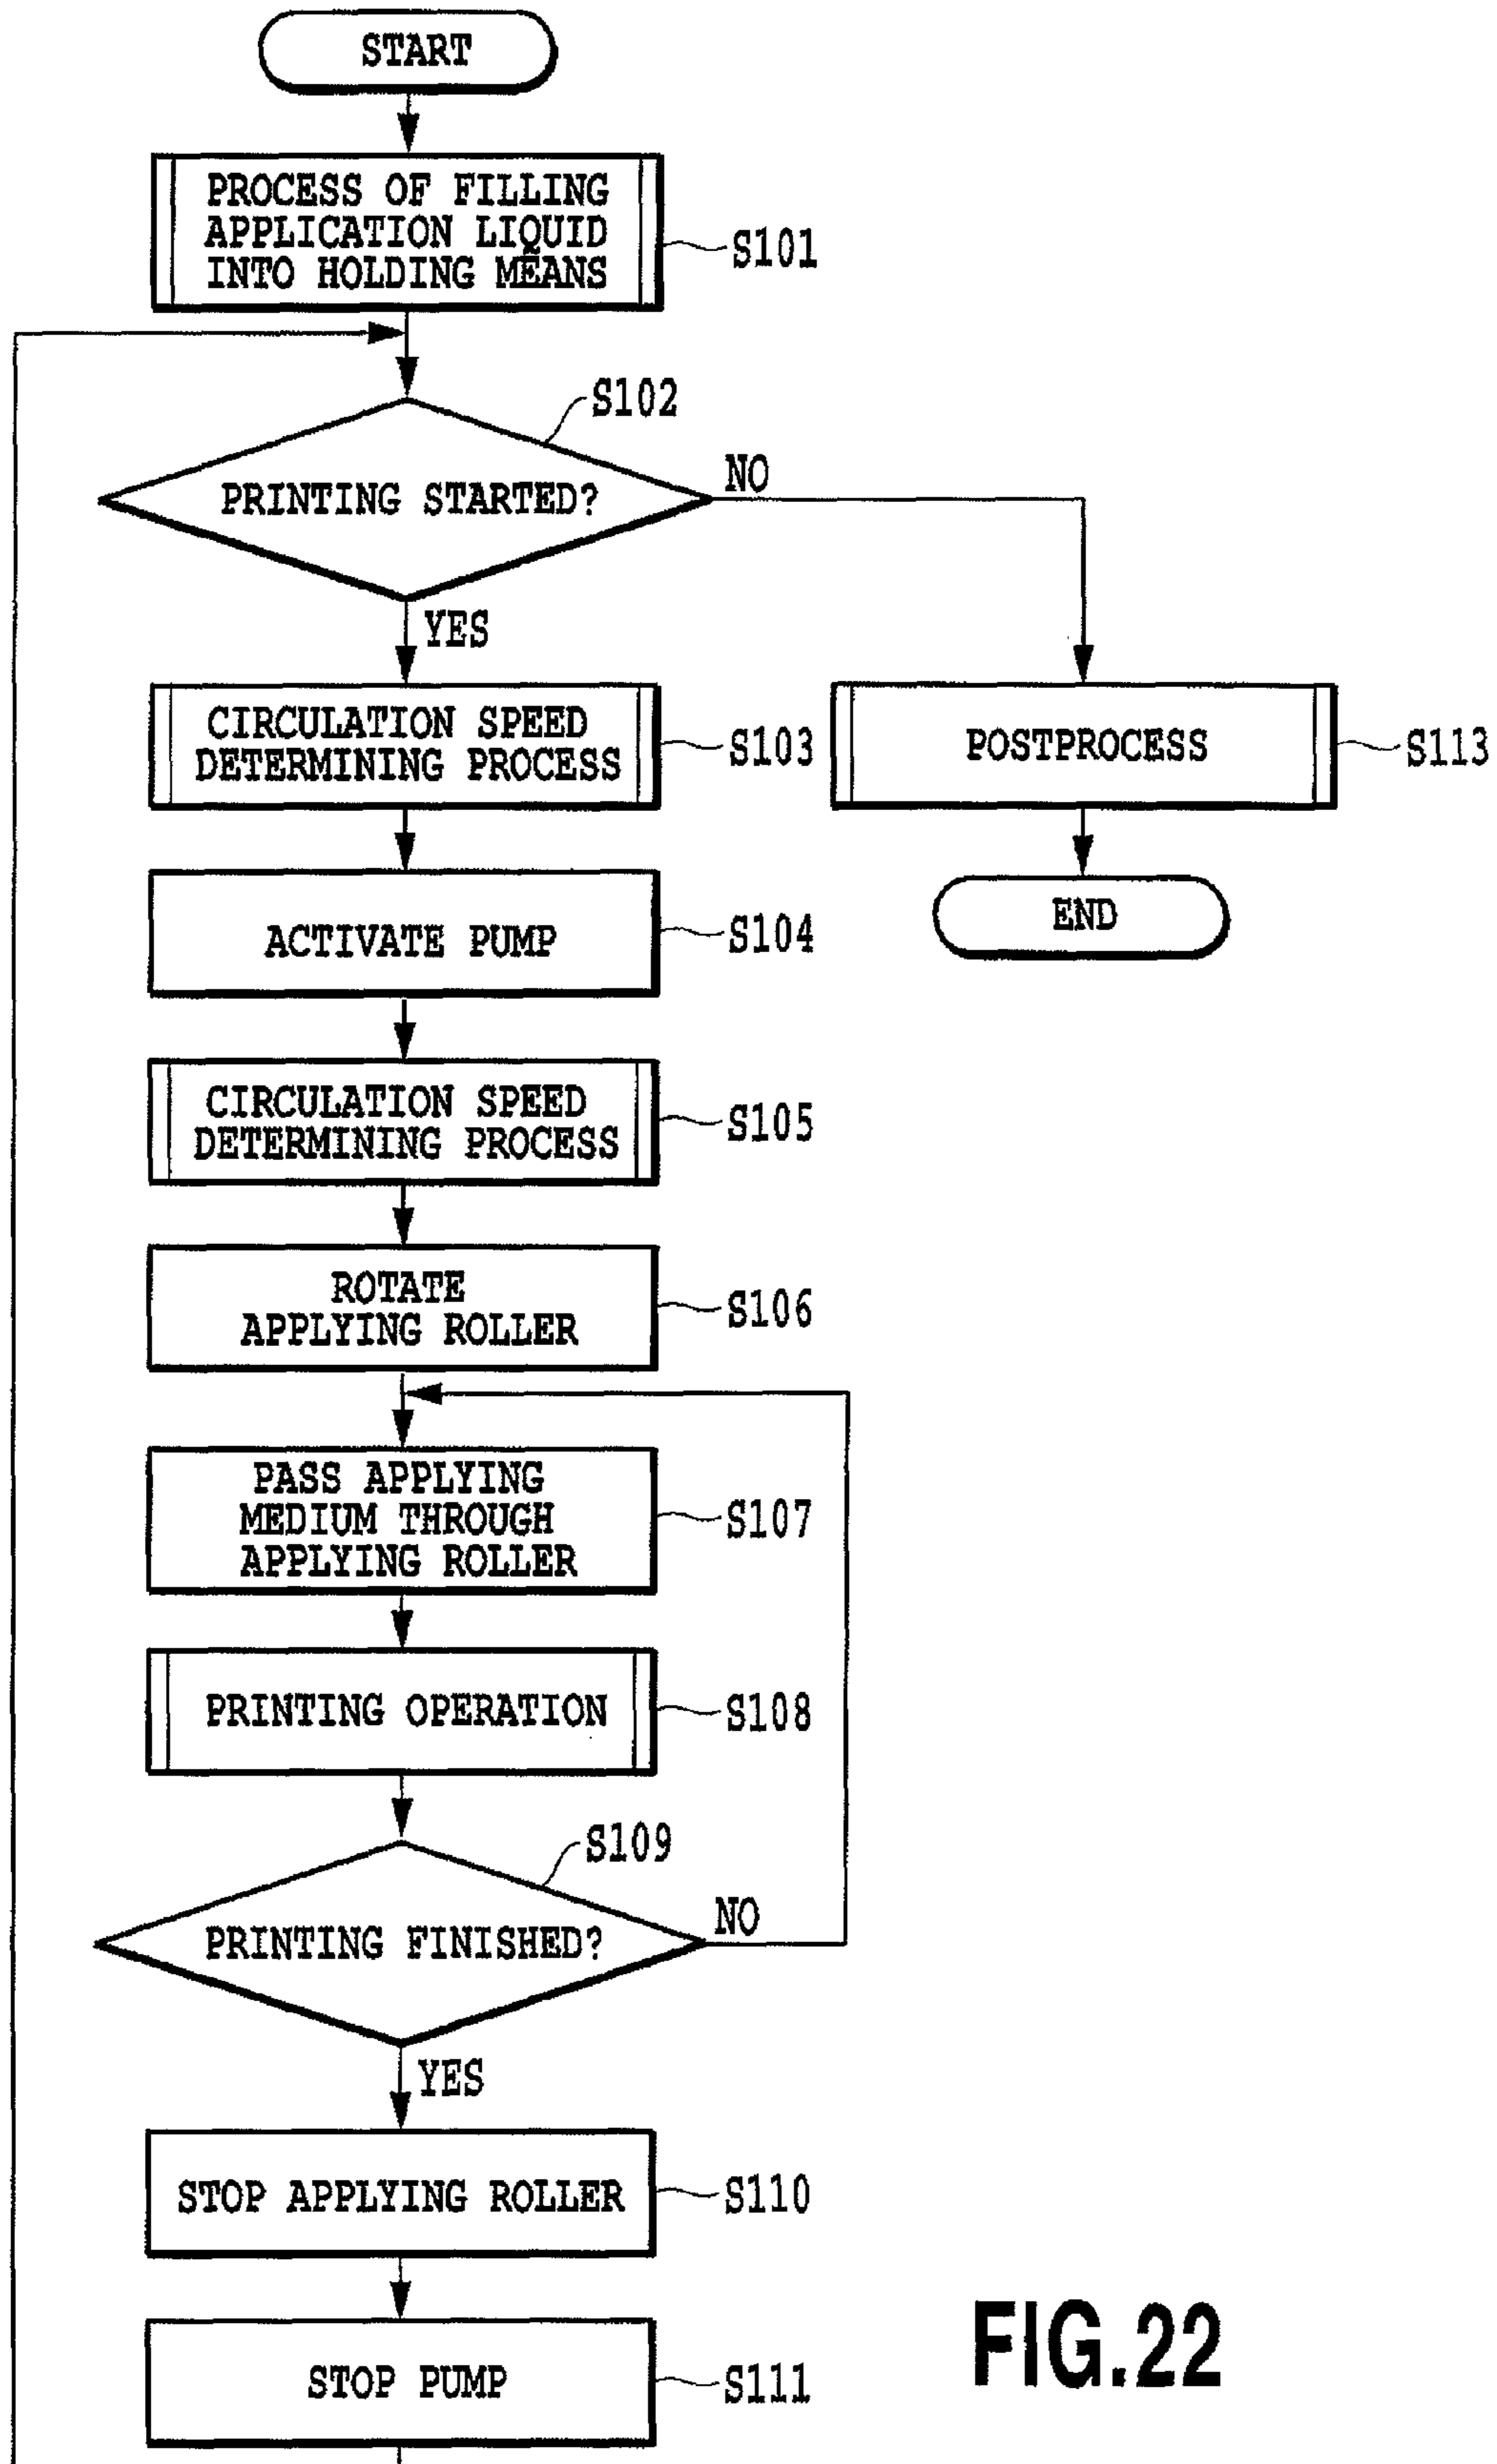 START
PROCESS OF FILLING
APPLICATION LIQUID
INTO HOLDING MEANS
S101
S102
PRINTING STARTED?
NO
YES
CIRCULATION SPEED
DETERMINING PROCESS
S103
POSTPROCESS
S113
ACTIVATE PUMP
S104
END
CIRCULATION SPEED
DETERMINING PROCESS
S105
ROTATE
APPLYING ROLLER
S106
PASS APPLYING
MEDIUM THROUGH
APPLYING ROLLER
S107
PRINTING OPERATION
S108
S109
PRINTING FINISHED?
NO
YES
STOP APPLYING ROLLER
S110
STOP PUMP
S111
FIG.22